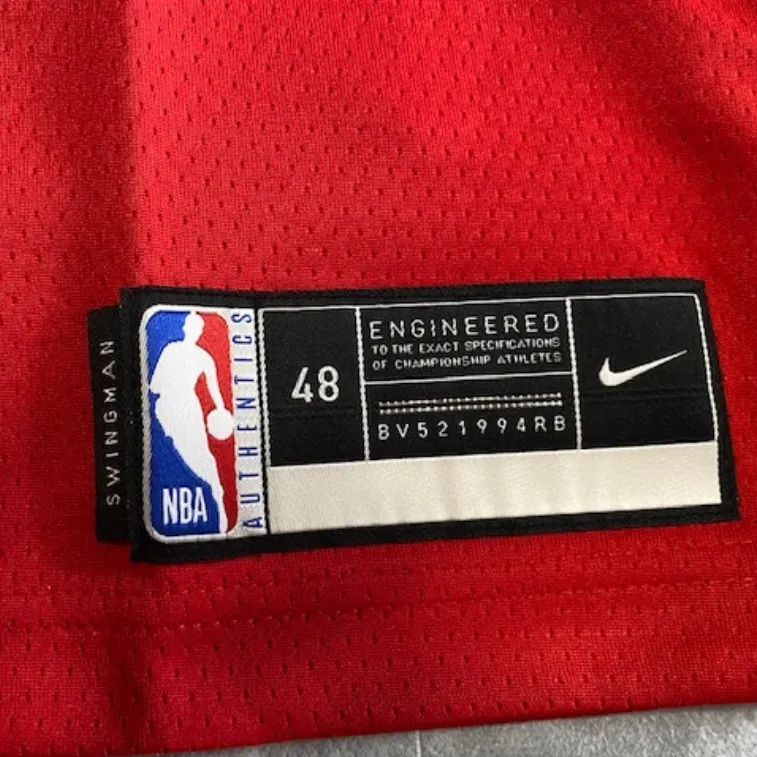 SWINGMAN
NBA
AUTHENTICS
48
ENGINEERED
TO THE EXACT SPECIFICATIONS
OF CHAMPIONSHIP ATHLETES
BV521994RB